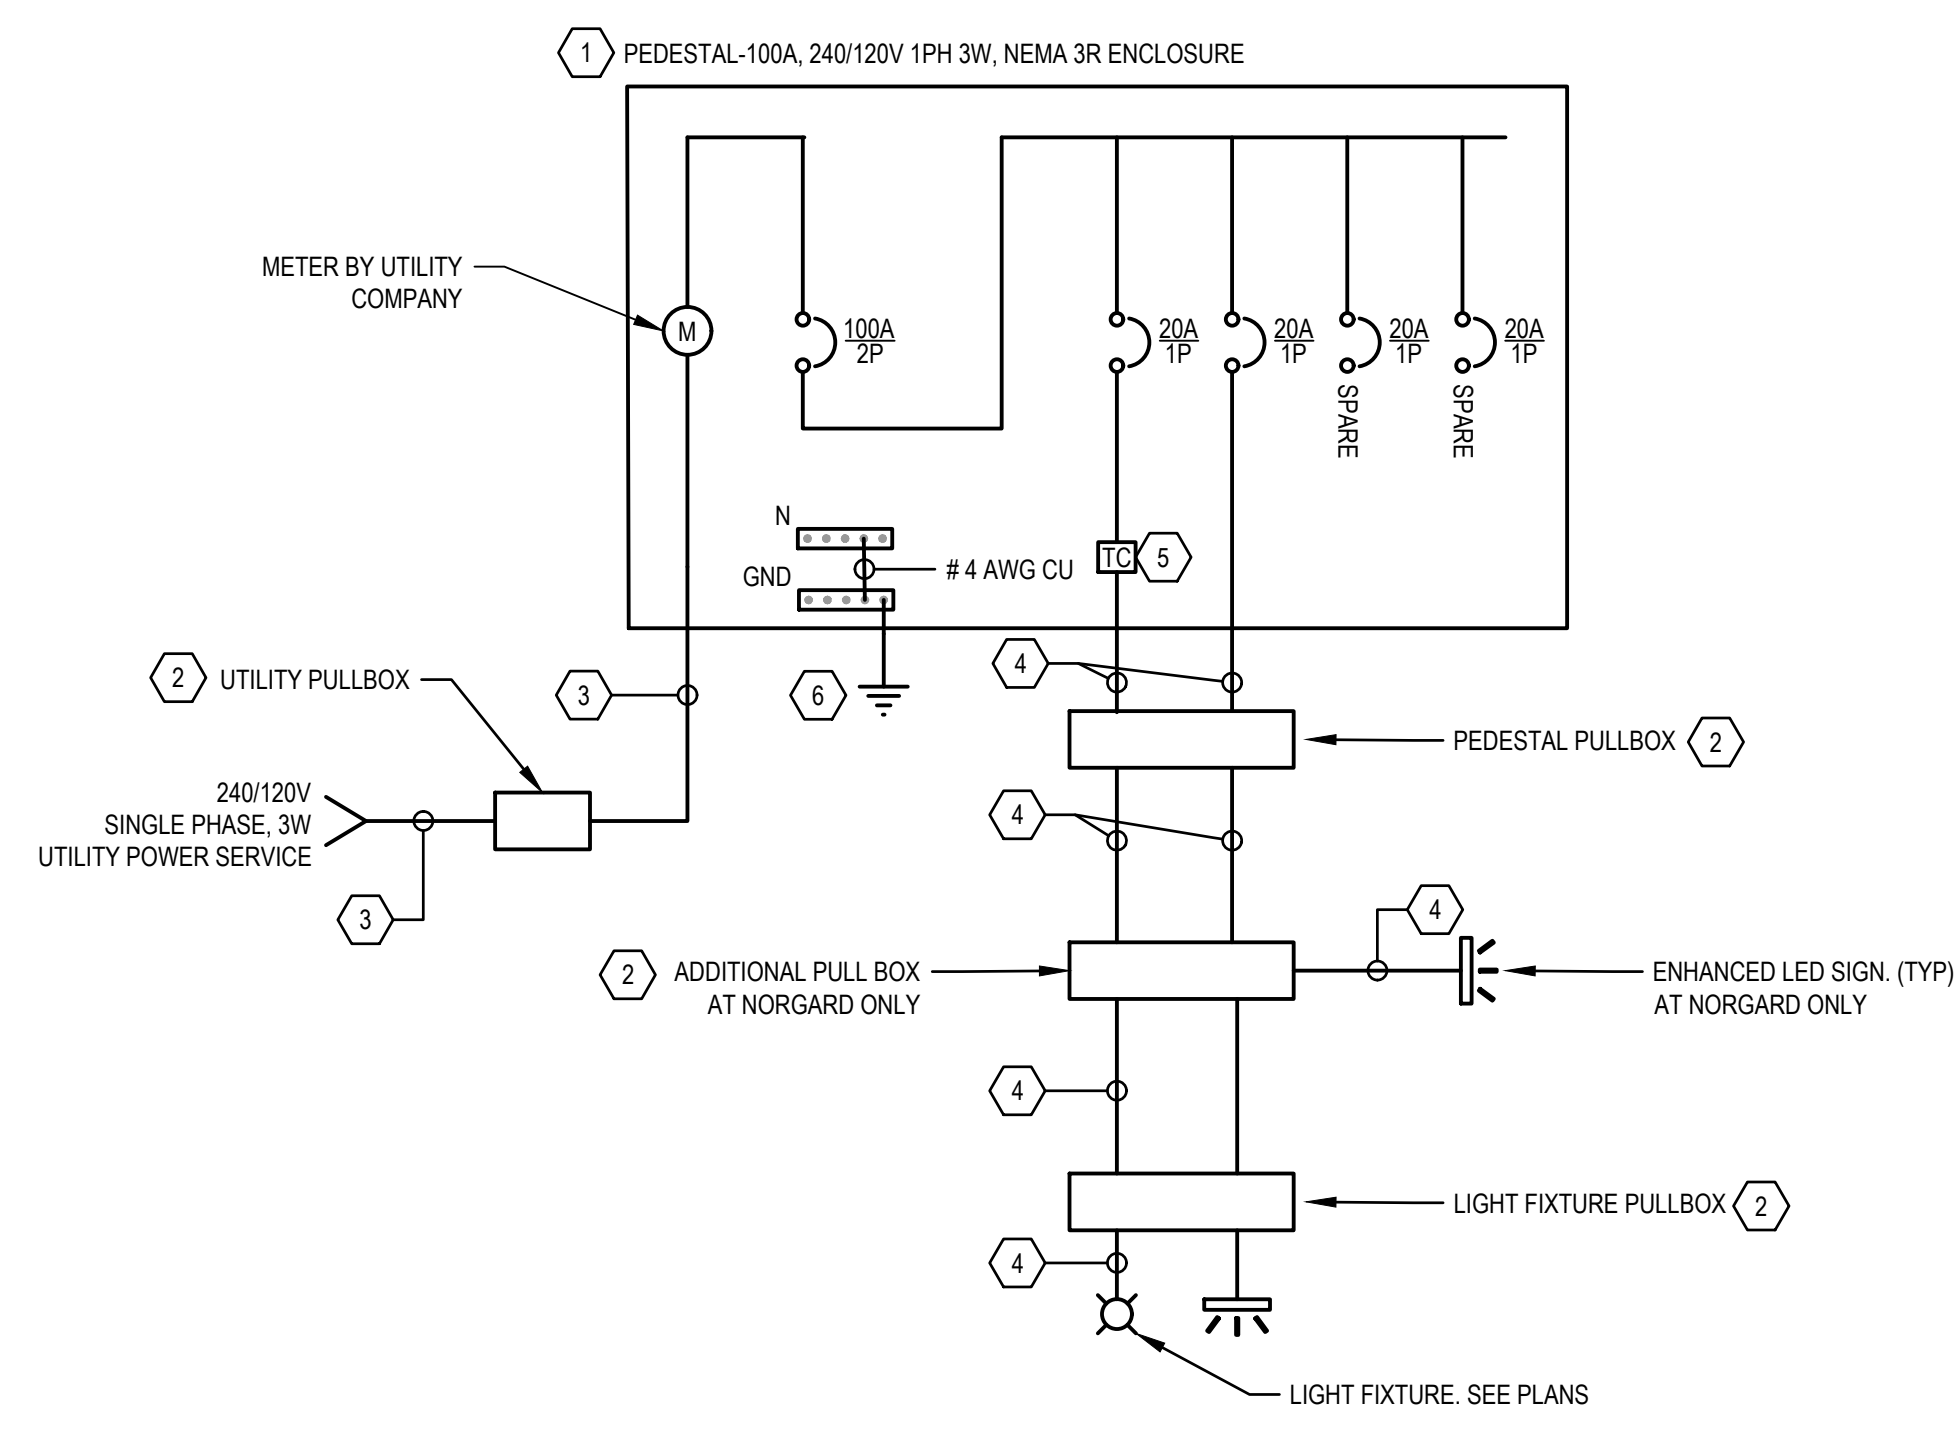 1 PEDESTAL-100A, 240/120V 1PH 3W, NEMA 3R ENCLOSURE
METER BY UTILITY
COMPANY
M
100A
2P
20A
1P
20A
1P
20A
1P
20A
1P
SPARE
SPARE
N
GND
# 4 AWG CU
TC 5
2 UTILITY PULLBOX
3
6
4
PEDESTAL PULLBOX 2
240/120V
SINGLE PHASE, 3W
UTILITY POWER SERVICE
3
4
4
2 ADDITIONAL PULL BOX
AT NORGARD ONLY
ENHANCED LED SIGN. (TYP)
AT NORGARD ONLY
4
LIGHT FIXTURE PULLBOX 2
4
LIGHT FIXTURE. SEE PLANS